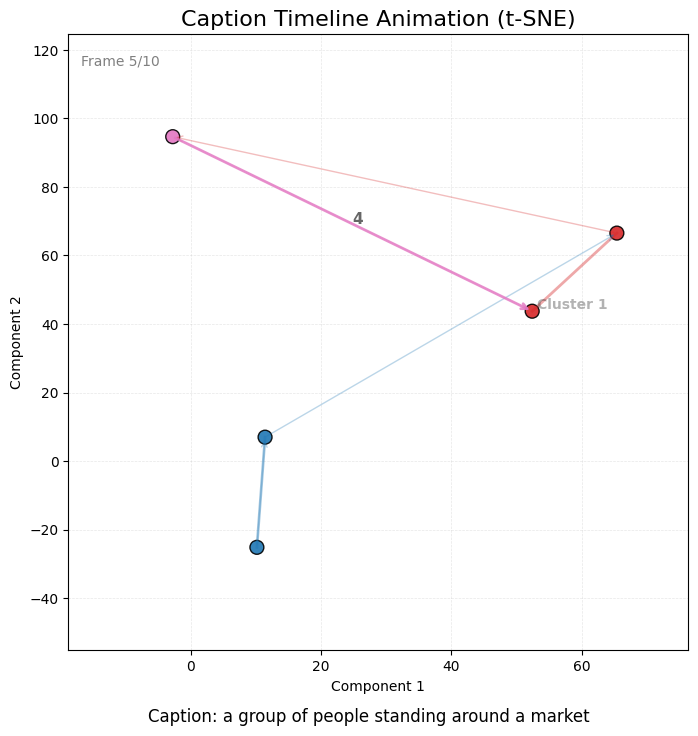 Caption Timeline Animation (t-SNE)
Frame 5/10
120
100
80
60
40
20
0
−20
−40
4
Cluster 1
Component 2
0
20
40
60
Component 1
Caption: a group of people standing around a market